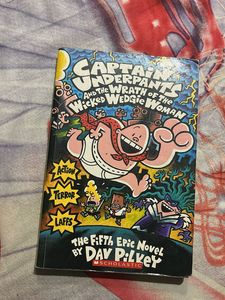 CAPTAIN
UNDERPANTS
AND THE WRATH OF THE
WICKED WEDGIE WOMAN
ACTION
TERROR
LAFFS
THE FIFTH EPIC NOVEL
BY DAV PILKEY
SCHOLASTIC